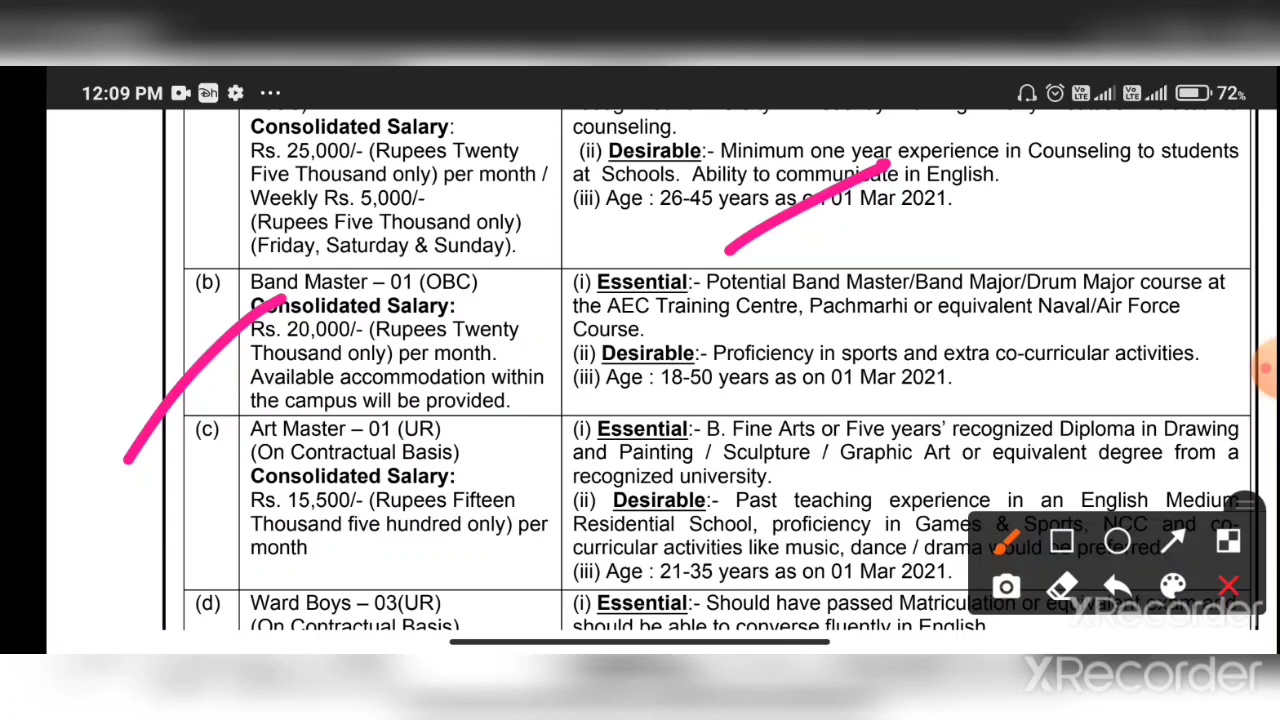 12:09 PM ... 72%
counseling.
Consolidated Salary:
Rs. 25,000/- (Rupees Twenty
Five Thousand only) per month /
Weekly Rs. 5,000/-
(Rupees Five Thousand only)
(Friday, Saturday & Sunday).
(ii) Desirable:- Minimum one year experience in Counseling to students
at Schools. Ability to communicate in English.
(iii) Age : 26-45 years as on 01 Mar 2021.
(b) Band Master – 01 (OBC)
Consolidated Salary:
Rs. 20,000/- (Rupees Twenty
Thousand only) per month.
Available accommodation within
the campus will be provided.
(i) Essential:- Potential Band Master/Band Major/Drum Major course at
the AEC Training Centre, Pachmarhi or equivalent Naval/Air Force
Course.
(ii) Desirable:- Proficiency in sports and extra co-curricular activities.
(iii) Age : 18-50 years as on 01 Mar 2021.
(c) Art Master – 01 (UR)
(On Contractual Basis)
Consolidated Salary:
Rs. 15,500/- (Rupees Fifteen
Thousand five hundred only) per
month
(i) Essential:- B. Fine Arts or Five years' recognized Diploma in Drawing
and Painting / Sculpture / Graphic Art or equivalent degree from a
recognized university.
(ii) Desirable:- Past teaching experience in an English Medium
Residential School, proficiency in Games & Sports, NCC and co-
curricular activities like music, dance / drama would be preferred.
(iii) Age : 21-35 years as on 01 Mar 2021.
(d) Ward Boys – 03(UR)
(On Contractual Basis)
(i) Essential:- Should have passed Matriculation or equivalent exam and
should be able to converse fluently in English.
XRecorder
XRecorder